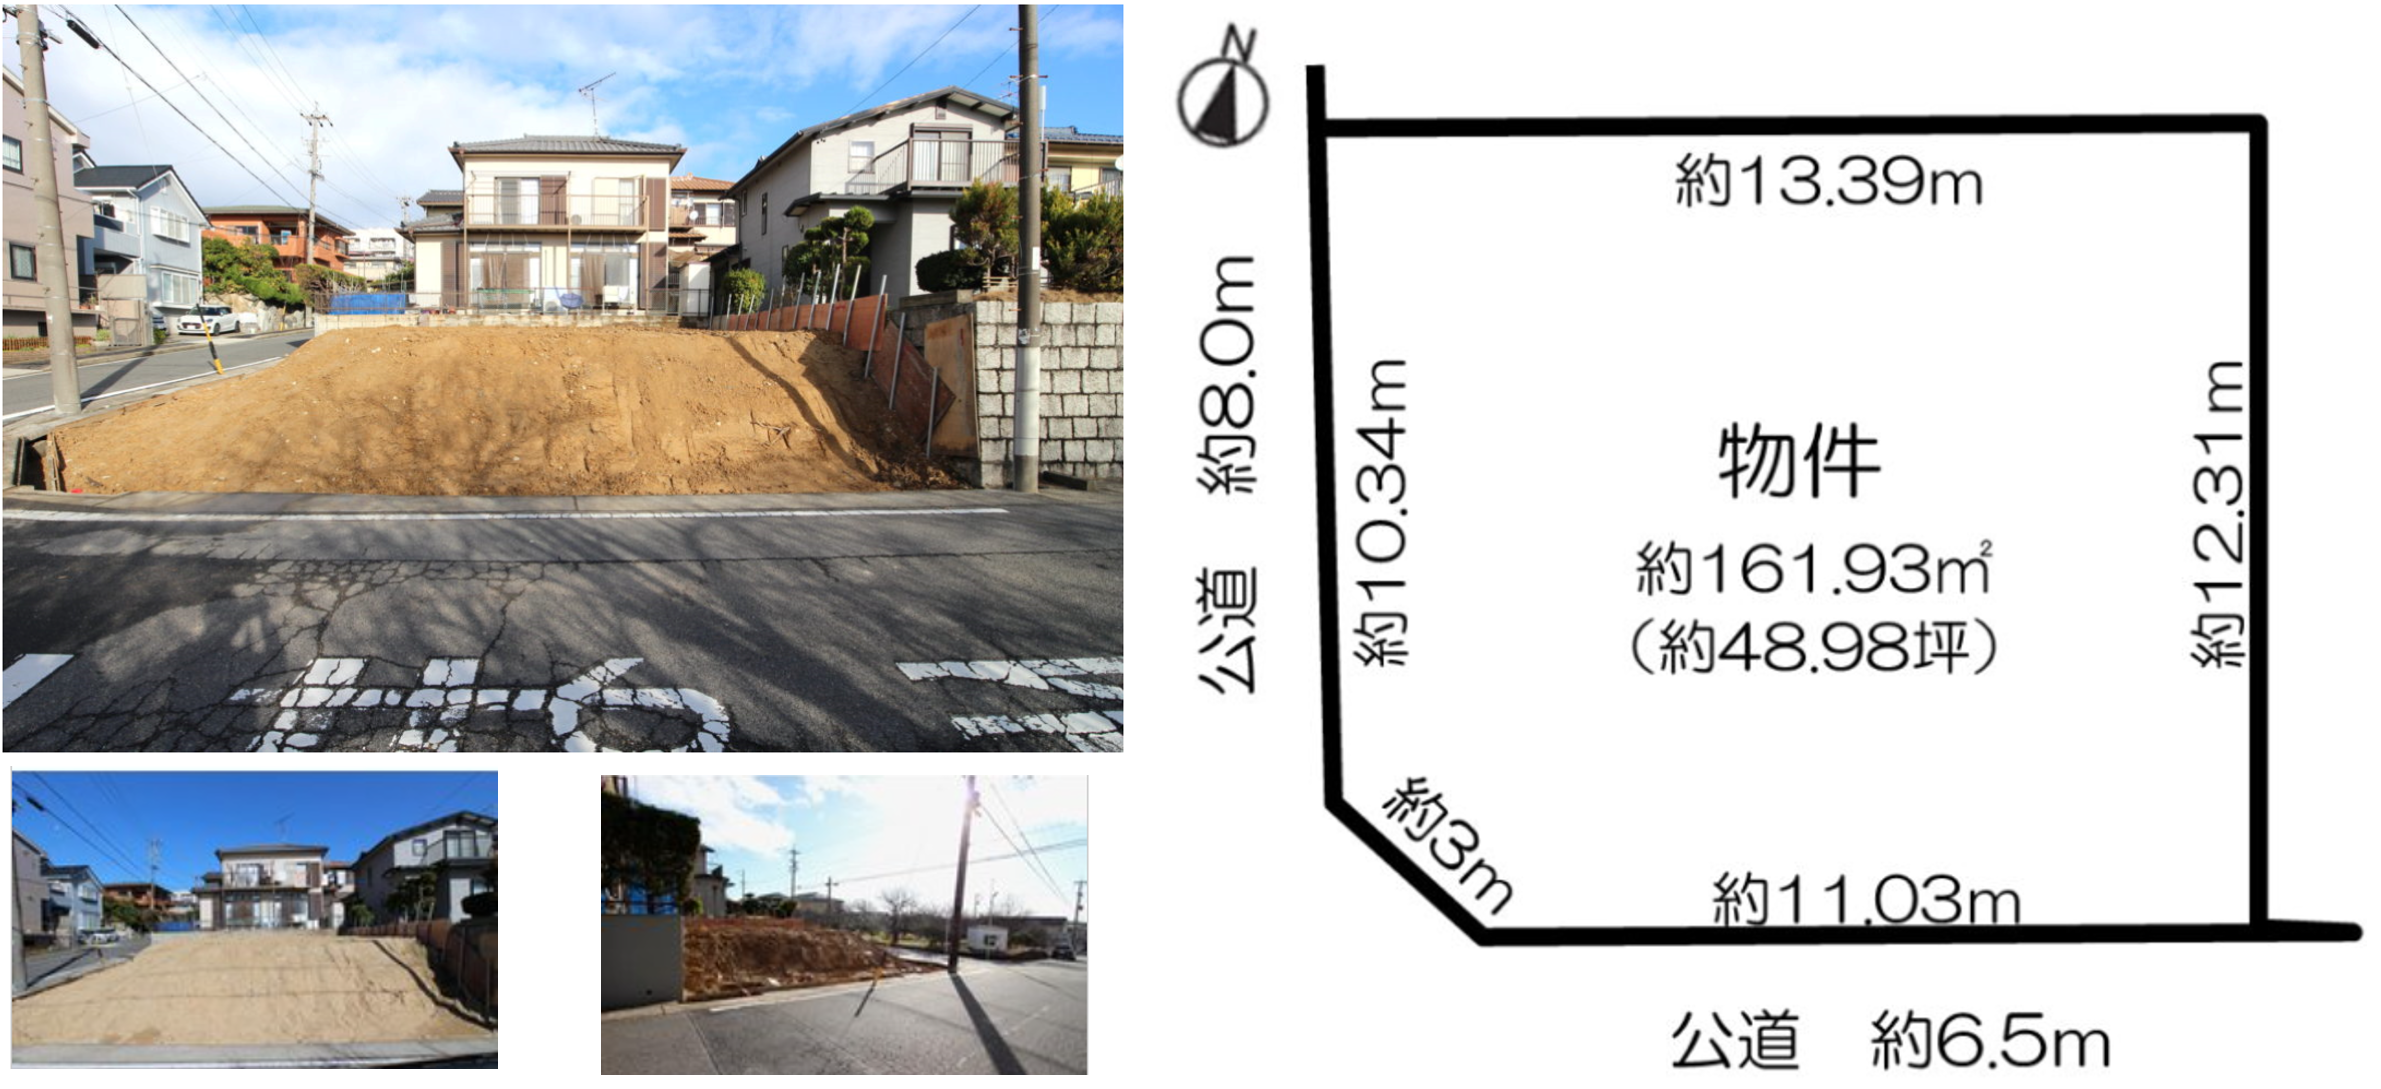 N
約13.39m
公道　約8.0m
約10.34m
物件
約161.93㎡
（約48.98坪）
約12.31m
約3m
約11.03m
公道　約6.5m